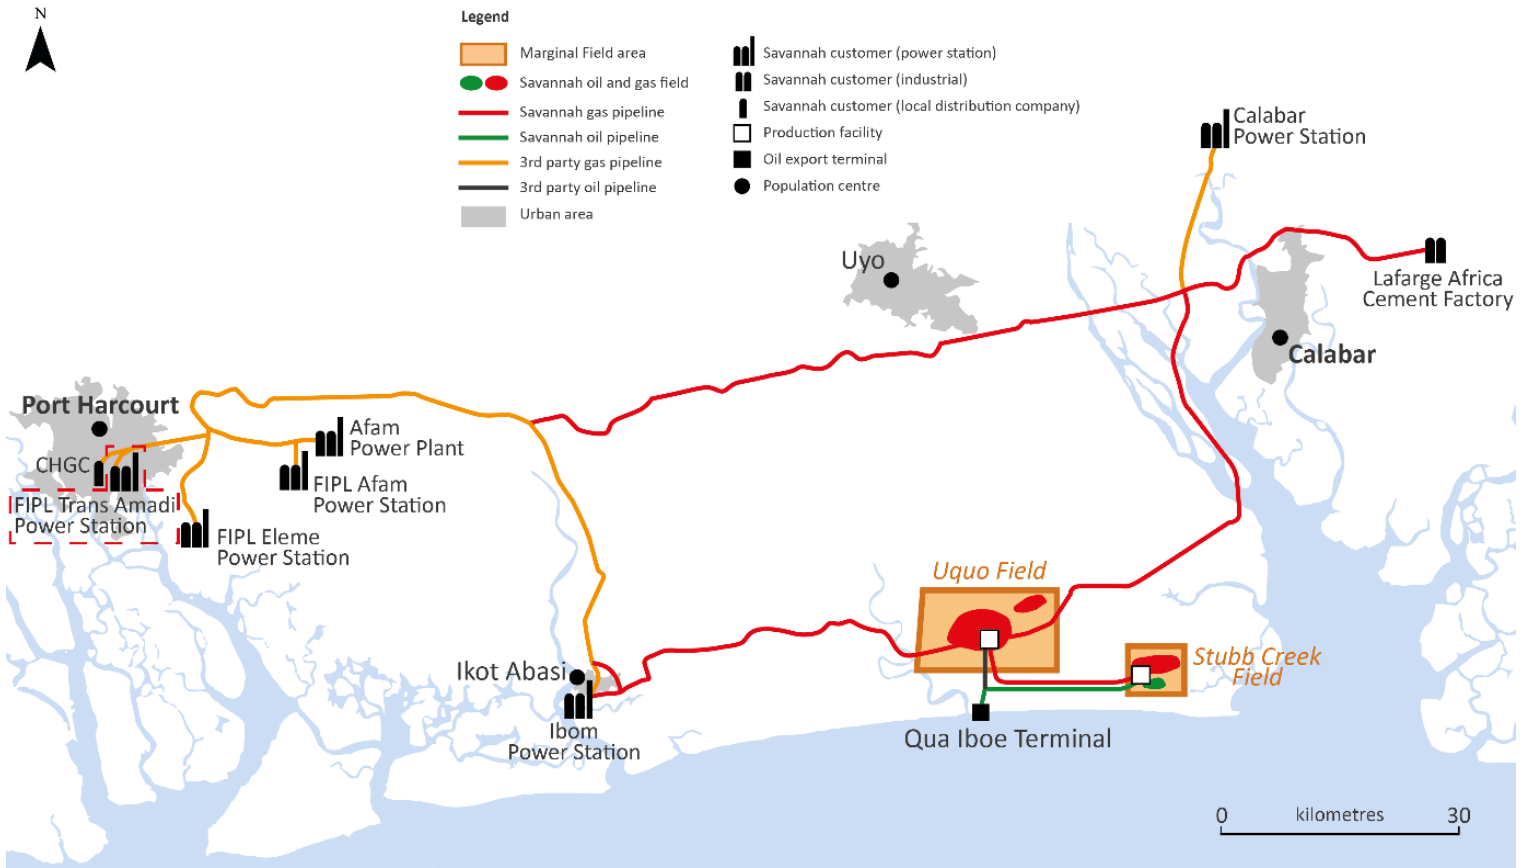 N
Legend
Marginal Field area
Savannah oil and gas field
Savannah gas pipeline
Savannah oil pipeline
3rd party gas pipeline
3rd party oil pipeline
Urban area
Savannah customer (power station)
Savannah customer (industrial)
Savannah customer (local distribution company)
Production facility
Oil export terminal
Population centre
Calabar
Power Station
Uyo
Lafarge Africa
Cement Factory
Calabar
Port Harcourt
Afam
Power Plant
CHGC
FIPL Afam
Power Station
FIPL Trans Amadi
Power Station
FIPL Eleme
Power Station
Uquo Field
Stubb Creek
Field
Ikot Abasi
Ibom
Power Station
Qua Iboe Terminal
0 kilometres 30